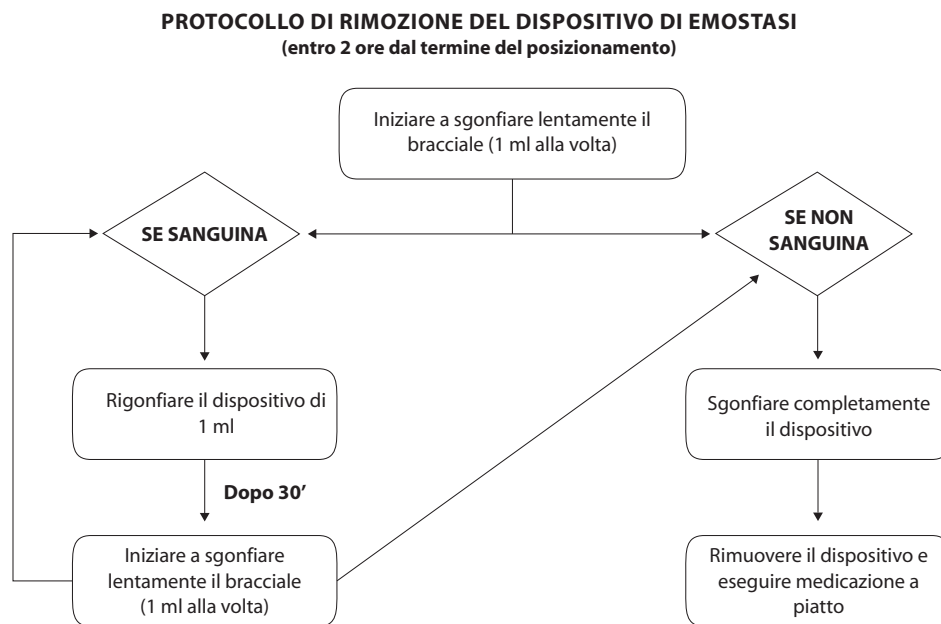 PROTOCOLLO DI RIMOZIONE DEL DISPOSITIVO DI EMOSTASI
(entro 2 ore dal termine del posizionamento)
Iniziare a sgonfiare lentamente il
bracciale (1 ml alla volta)
SE SANGUINA
SE NON
SANGUINA
Rigonfiare il dispositivo di
1 ml
Sgonfiare completamente
il dispositivo
Dopo 30’
Iniziare a sgonfiare
lentamente il bracciale
(1 ml alla volta)
Rimuovere il dispositivo e
eseguire medicazione a
piatto